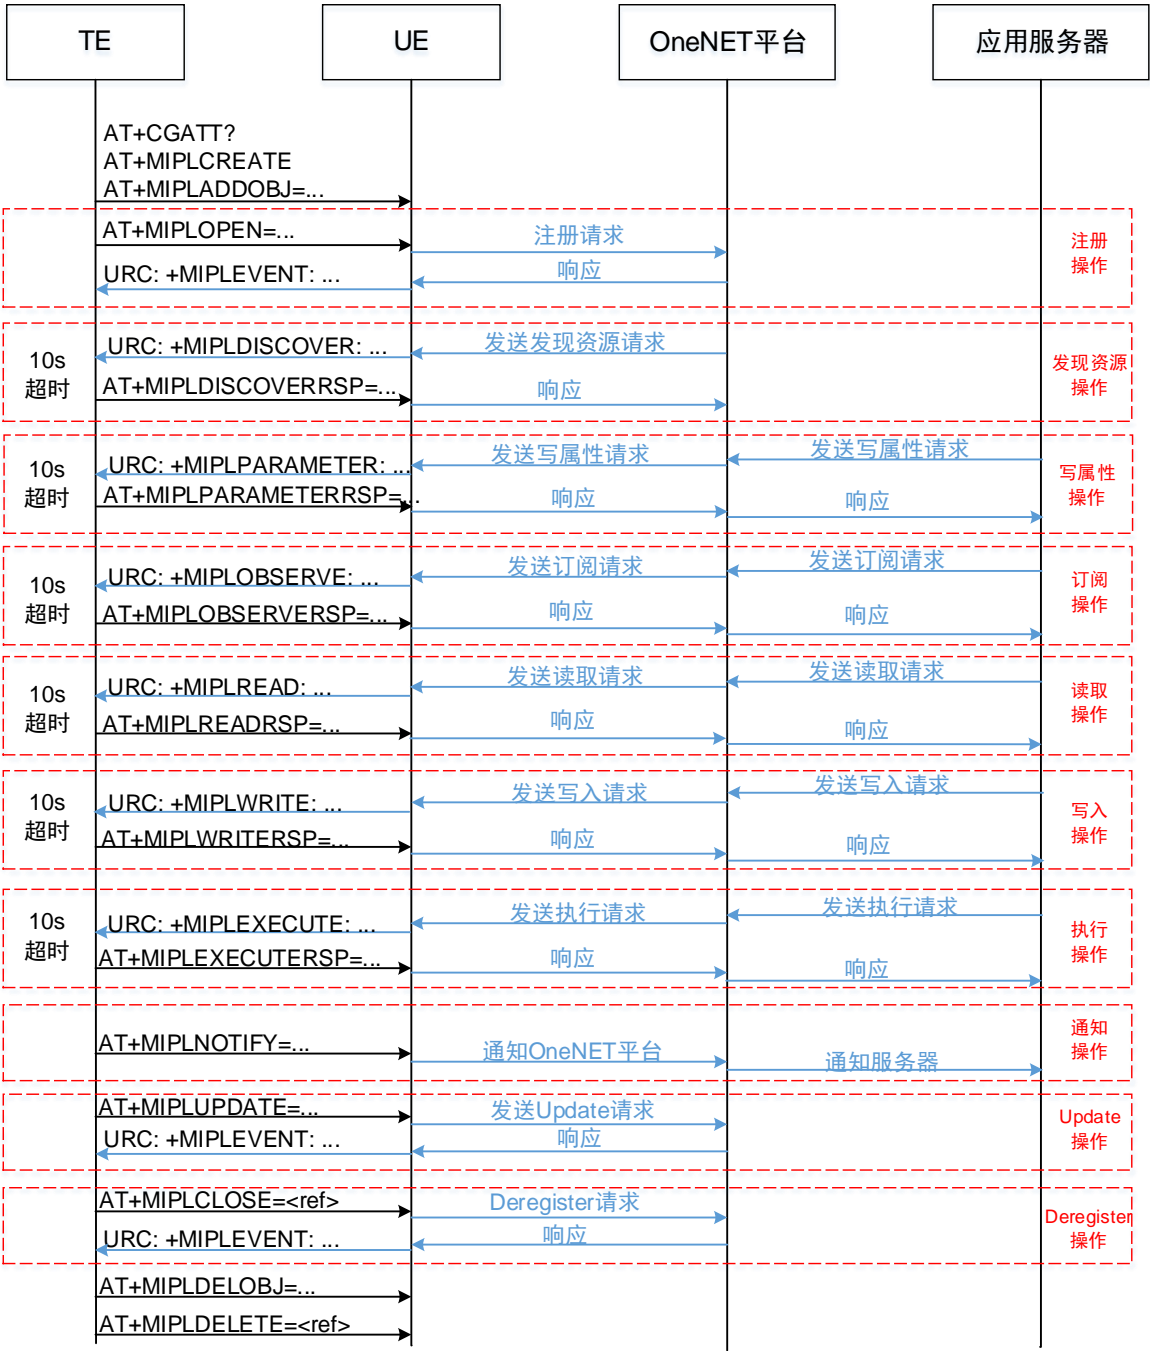 TE
UE
OneNET平台
应用服务器
AT+CGATT?
AT+MIPLCREATE
AT+MIPLADDOBJ=...
AT+MIPLOPEN=...
注册请求
注册
操作
URC: +MIPLEVENT: ...
响应
10s
超时
URC: +MIPLDISCOVER: ...
发送发现资源请求
发现资源
操作
AT+MIPLDISCOVERRSP=...
响应
10s
超时
URC: +MIPLPARAMETER: ...
发送写属性请求
发送写属性请求
写属性
操作
AT+MIPLPARAMETERRSP=...
响应
响应
10s
超时
URC: +MIPLOBSERVE: ...
发送订阅请求
发送订阅请求
订阅
操作
AT+MIPLOBSERVERSP=...
响应
响应
10s
超时
URC: +MIPLREAD: ...
发送读取请求
发送读取请求
读取
操作
AT+MIPLREADRSP=...
响应
响应
10s
超时
URC: +MIPLWRITE: ...
发送写入请求
发送写入请求
写入
操作
AT+MIPLWRITERSP=...
响应
响应
10s
超时
URC: +MIPLEXECUTE: ...
发送执行请求
发送执行请求
执行
操作
AT+MIPLEXECUTERSP=...
响应
响应
AT+MIPLNOTIFY=...
通知OneNET平台
通知服务器
通知
操作
AT+MIPLUPDATE=...
发送Update请求
Update
操作
URC: +MIPLEVENT: ...
响应
AT+MIPLCLOSE=<ref>
Deregister请求
Deregister
操作
URC: +MIPLEVENT: ...
响应
AT+MIPLDELOBJ=...
AT+MIPLDELETE=<ref>